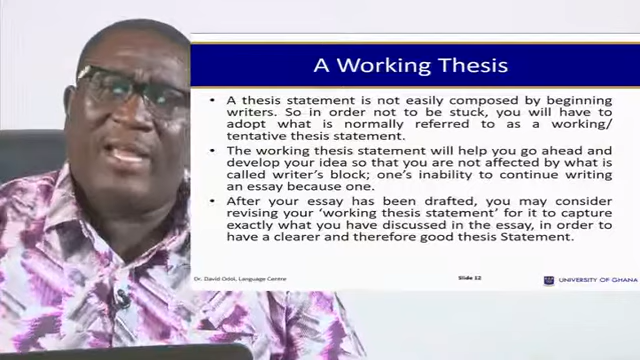 A Working Thesis
• A thesis statement is not easily composed by beginning
writers. So in order not to be stuck, you will have to
adopt what is normally referred to as a working/
tentative thesis statement.
• The working thesis statement will help you go ahead and
develop your idea so that you are not affected by what is
called writer's block; one's inability to continue writing
an essay because one.
• After your essay has been drafted, you may consider
revising your 'working thesis statement' for it to capture
exactly what you have discussed in the essay, in order to
have a clearer and therefore good thesis Statement.
Dr. David Odoi, Language Centre
Slide 12
UNIVERSITY OF GHANA